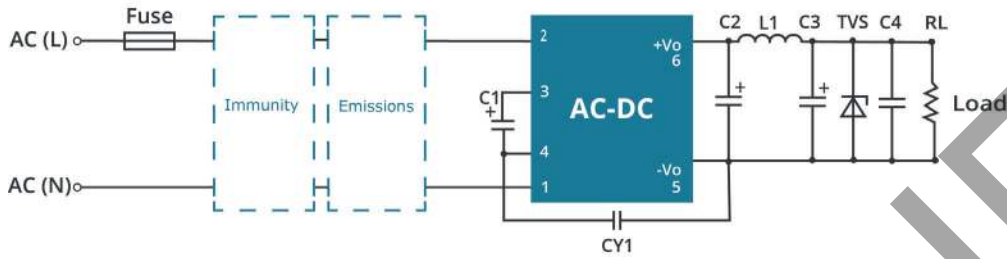 Fuse
AC (L)
AC (N)
Immunity
Emissions
C1
+
2
3
4
1
AC-DC
+Vo
6
-Vo
5
CY1
C2 L1 C3 TVS C4 RL
+
+
Load